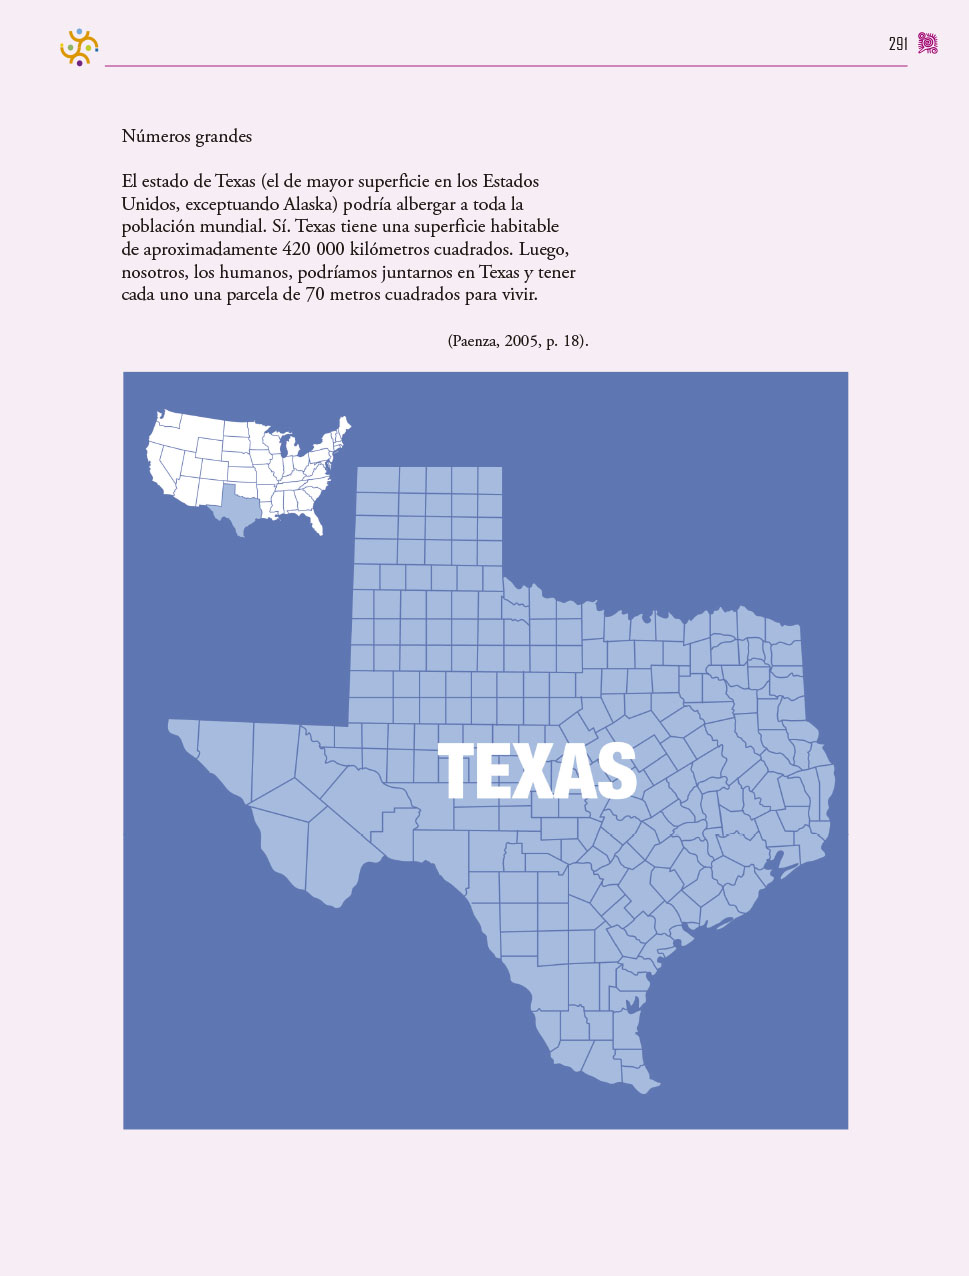 291
Números grandes
El estado de Texas (el de mayor superficie en los Estados
Unidos, exceptuando Alaska) podría albergar a toda la
población mundial. Sí. Texas tiene una superficie habitable
de aproximadamente 420 000 kilómetros cuadrados. Luego,
nosotros, los humanos, podríamos juntarnos en Texas y tener
cada uno una parcela de 70 metros cuadrados para vivir.
(Paenza, 2005, p. 18).
TEXAS